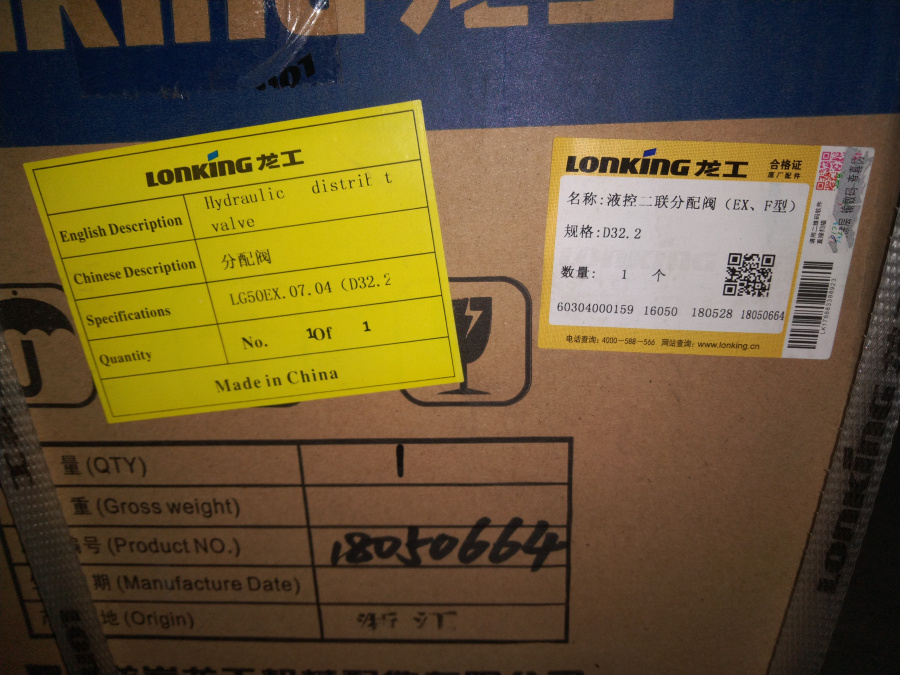 LONKING 龙工
English Description Hydraulic distribt
valve
Chinese Description 分配阀
Specifications LG50EX.07.04 (D32.2
Quantity No. 1Of 1
Made in China
LONKING 龙工 合格证
原厂配件
名称:液控二联分配阀(EX、F型)
规格:D32.2
数量: 1 个
60304000159 16050 180528 18050664
电话查询:4000-588-566 网站查询:www.lonking.cn
量(QTY) 1
重(Gross weight)
号(Product NO.) 18050664
期(Manufacture Date)
地(Origin)
LONKING